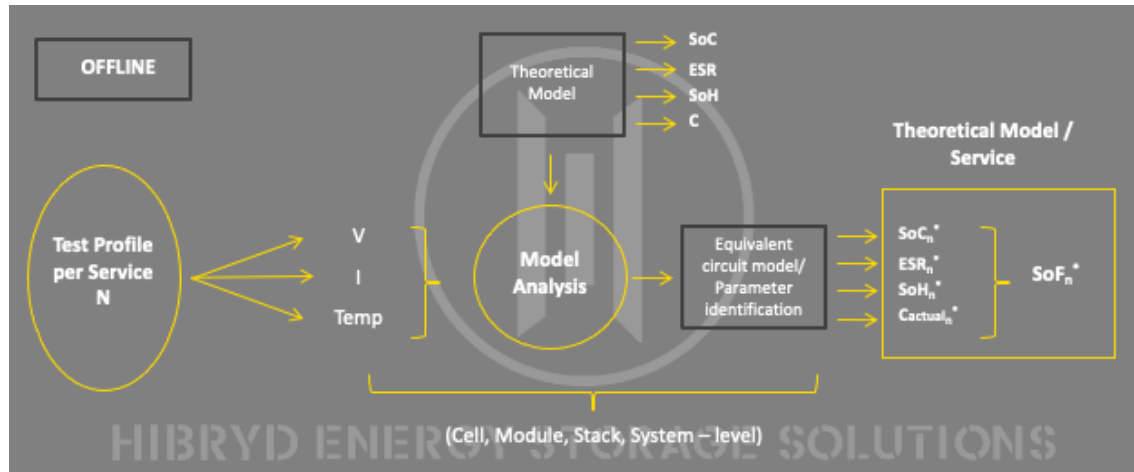 OFFLINE
Theoretical
Model
SoC
ESR
SoH
C
Theoretical Model /
Service
Test Profile
per Service
N
V
I
Temp
Model
Analysis
Equivalent
circuit model/
Parameter
identification
SoCn*
ESRn*
SoHn*
Cactualn*
SoFn*
(Cell, Module, Stack, System – level)
HIBRYD ENERGY STORAGE SOLUTIONS